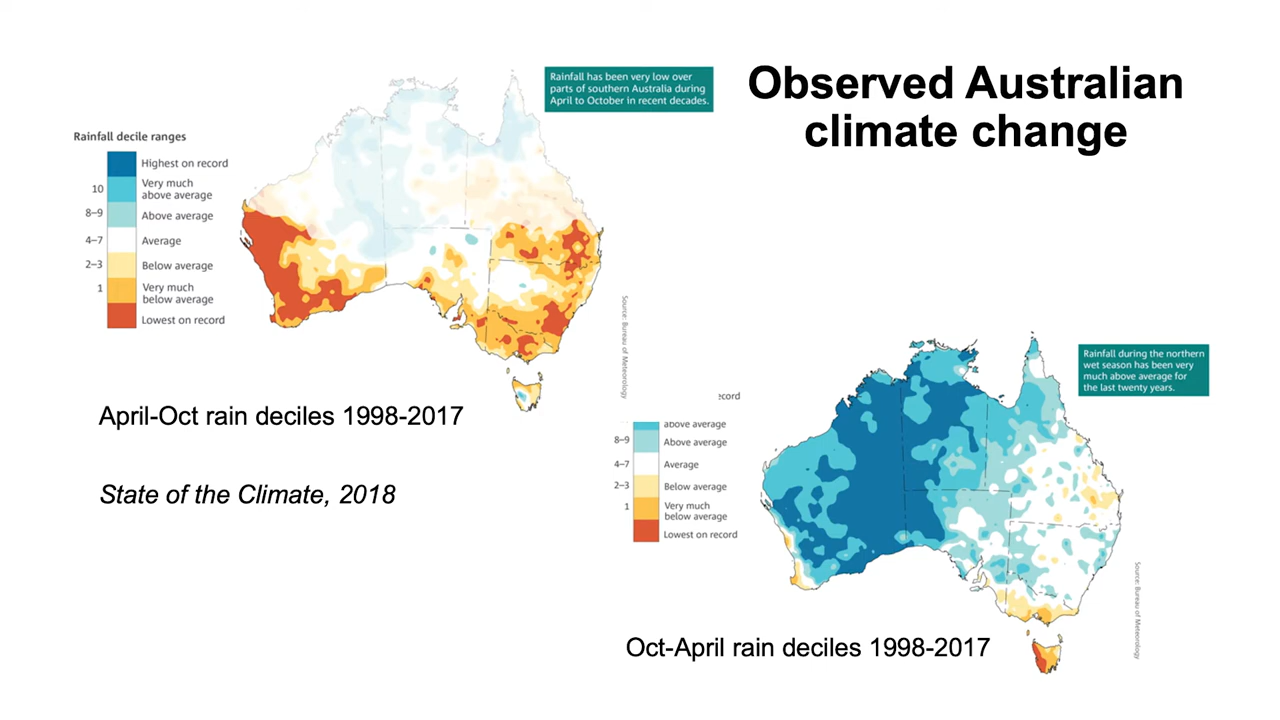 Observed Australian
climate change
Rainfall has been very low over
parts of southern Australia during
April to October in recent decades.
Rainfall decile ranges
Highest on record
10 Very much
above average
8–9 Above average
4–7 Average
2–3 Below average
1 Very much
below average
Lowest on record
Source: Bureau of Meteorology
April-Oct rain deciles 1998-2017
State of the Climate, 2018
Rainfall during the northern
wet season has been very
much above average for
the last twenty years.
ecord
above average
8–9 Above average
4–7 Average
2–3 Below average
1 Very much
below average
Lowest on record
Source: Bureau of Meteorology
Oct-April rain deciles 1998-2017